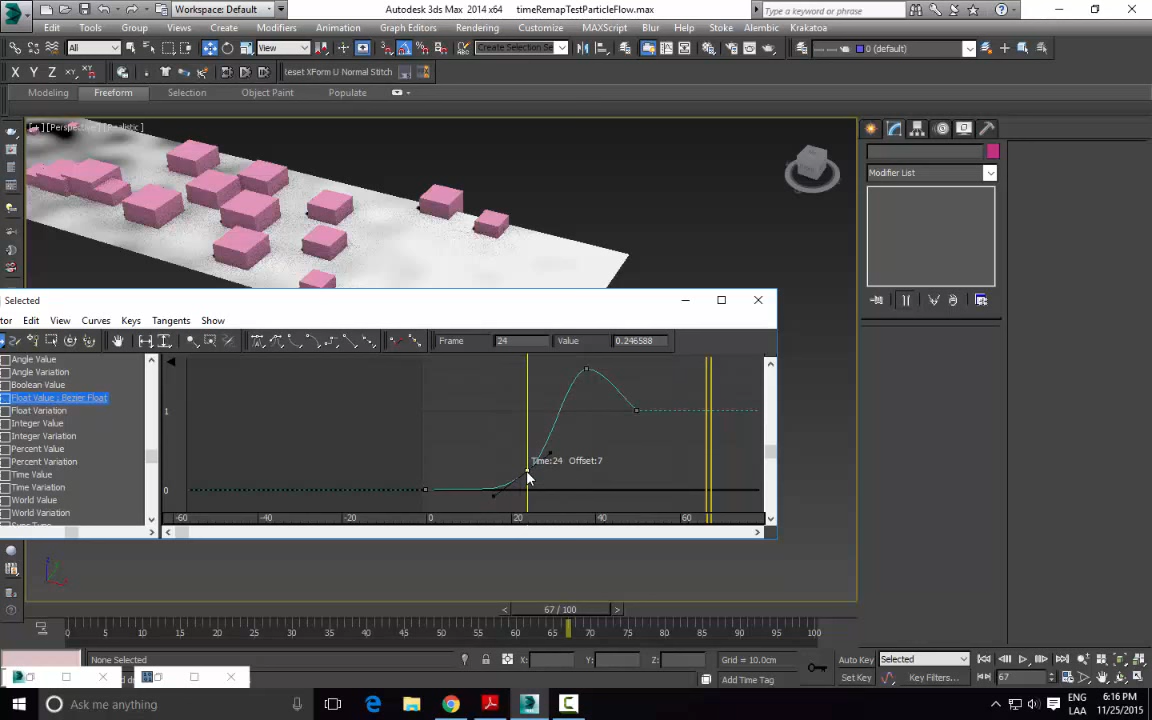 Workspace: Default
Autodesk 3ds Max 2014 x64 timeRemapTestParticleFlow.max
Type a keyword or phrase
Edit Tools Group Views Create Modifiers Animation Graph Editors Rendering Customize MAXScript Help Blur Stoke Alembic Krakatoa
All View Create Selection Se 0 (default)
X Y Z XY XY eset XForm U Normal Stitch
Modeling Freeform Selection Object Paint Populate
[+][Perspective][Realistic]
Modifier List
Selected
tor Edit View Curves Keys Tangents Show
Frame 24 Value 0.246588
Angle Value
Angle Variation
Boolean Value
Float Value : Bezier Float
Float Variation
Integer Value
Integer Variation
Percent Value
Percent Variation
Time Value
Time Variation
World Value
World Variation
1
Time:24 Offset:7
0
-60 -40 -20 0 20 40 60
z
67 / 100
0 5 10 15 20 25 30 35 40 45 50 55 60 65 70 75 80 85 90 95 100
None Selected X: Y: Z: Grid = 10.0cm Auto Key Selected
Add Time Tag Set Key Key Filters... 67
Ask me anything
ENG 6:16 PM
LAA 11/25/2015